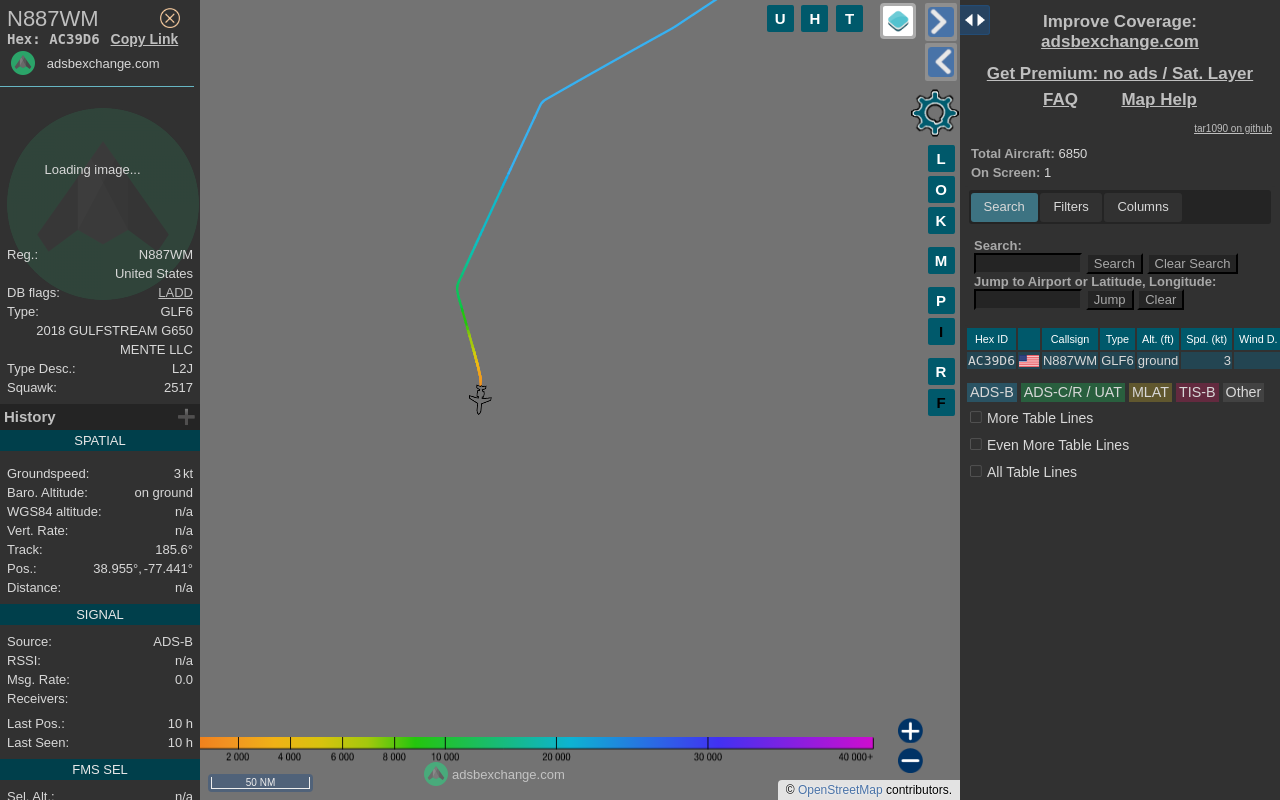 N887WM
Hex: AC39D6 Copy Link
adsbexchange.com
Loading image...
Reg.: N887WM
United States
DB flags: LADD
Type: GLF6
2018 GULFSTREAM G650
MENTE LLC
Type Desc.: L2J
Squawk: 2517
History
SPATIAL
Groundspeed: 3 kt
Baro. Altitude: on ground
WGS84 altitude: n/a
Vert. Rate: n/a
Track: 185.6°
Pos.: 38.955°, -77.441°
Distance: n/a
SIGNAL
Source: ADS-B
RSSI: n/a
Msg. Rate: 0.0
Receivers:
Last Pos.: 10 h
Last Seen: 10 h
FMS SEL
Sel. Alt.: n/a
U H T
L
O
K
M
P
I
R
F
2 000 4 000 6 000 8 000 10 000 20 000 30 000 40 000+
adsbexchange.com
50 NM
© OpenStreetMap contributors.
Improve Coverage:
adsbexchange.com
Get Premium: no ads / Sat. Layer
FAQ Map Help
tar1090 on github
Total Aircraft: 6850
On Screen: 1
Search Filters Columns
Search:
Search Clear Search
Jump to Airport or Latitude, Longitude:
Jump Clear
Hex ID Callsign Type Alt. (ft) Spd. (kt) Wind D.
AC39D6 N887WM GLF6 ground 3
ADS-B ADS-C/R / UAT MLAT TIS-B Other
More Table Lines
Even More Table Lines
All Table Lines